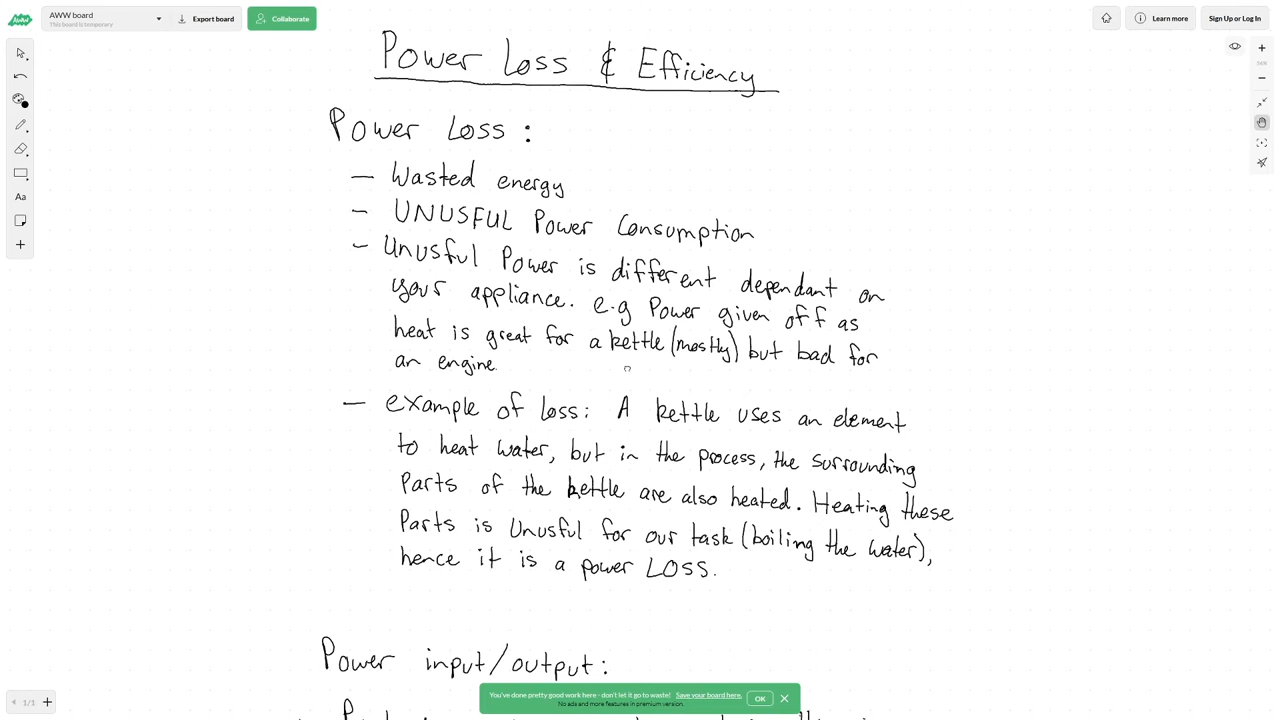 AWW board
This board is temporary
Export board
Collaborate
Learn more
Sign Up or Log In
Power Loss & Efficiency
Power Loss:
- Wasted energy
- UNUSFUL Power Consumption
- Unusful Power is different dependant on
your appliance. e.g Power given off as
heat is great for a kettle (mostly) but bad for
an engine.
- example of loss: A kettle uses an element
to heat water, but in the process, the surrounding
Parts of the kettle are also heated. Heating these
Parts is Unusful for our task (boiling the water),
hence it is a power LOSS.
Power input/output:
Aa
1/1
You've done pretty good work here - don't let it go to waste! Save your board here.
No ads and more features in premium version.
OK